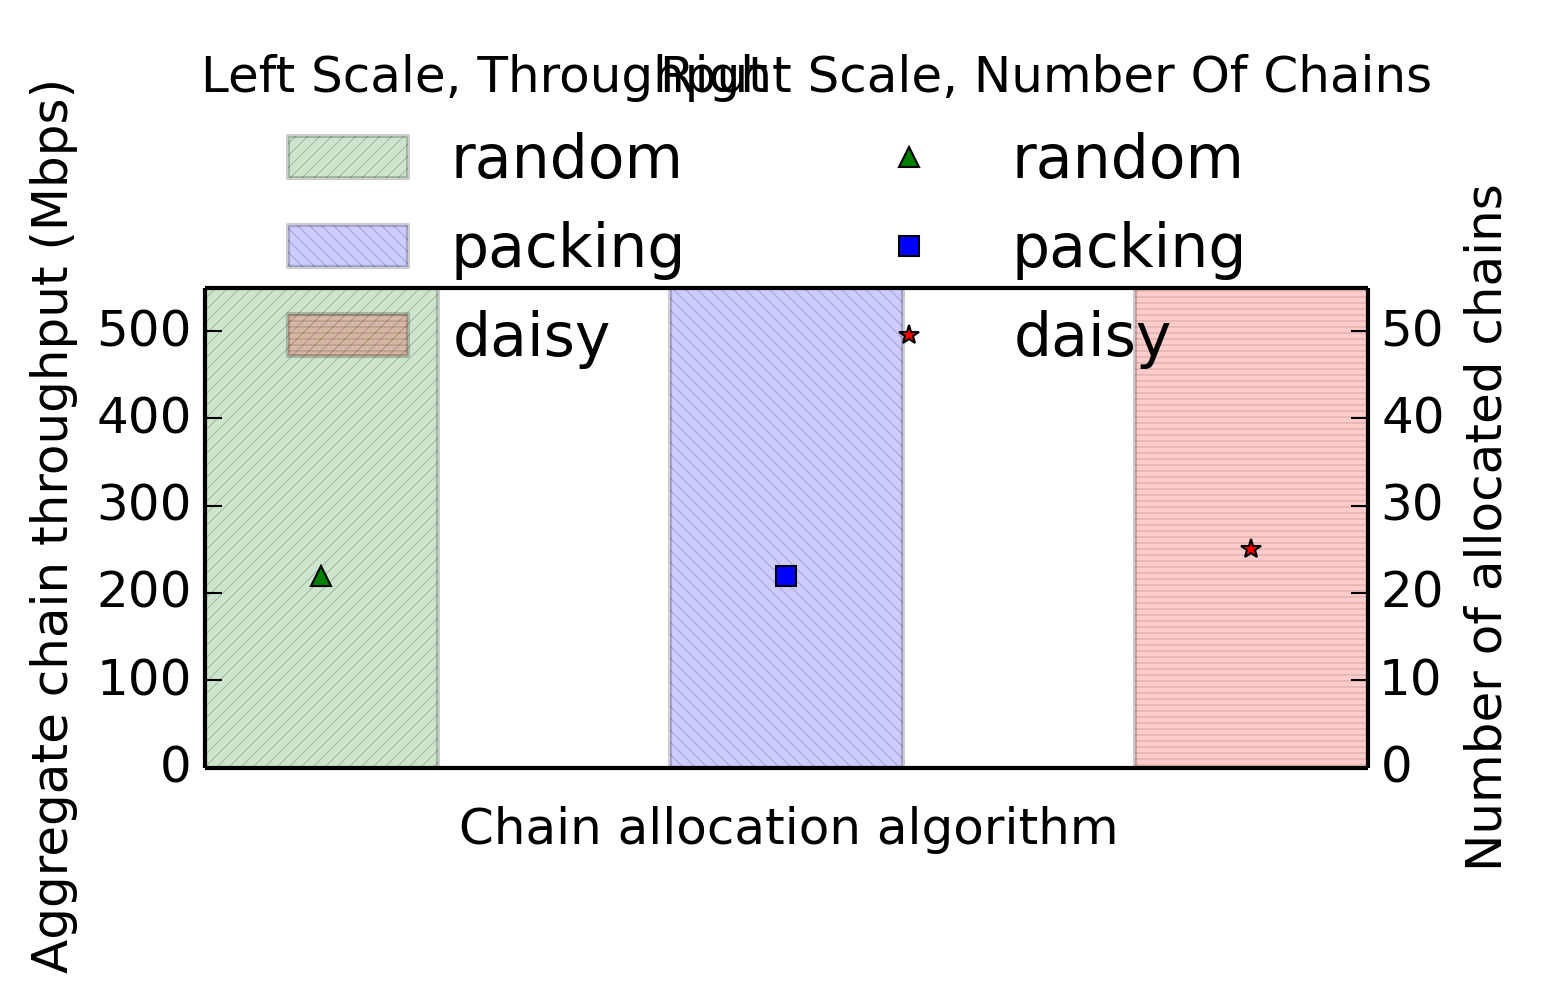 Left Scale, Throughput
Right Scale, Number Of Chains
random
random
packing
packing
daisy
daisy
Aggregate chain throughput (Mbps)
500
400
300
200
100
0
50
40
30
20
10
0
Number of allocated chains
Chain allocation algorithm